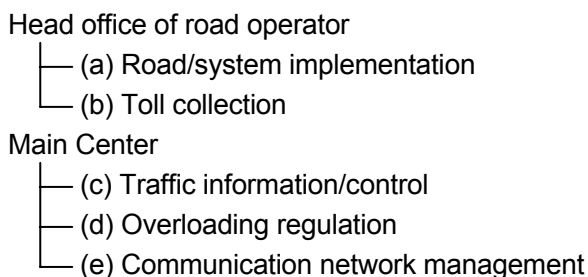 Head office of road operator
(a) Road/system implementation
(b) Toll collection
Main Center
(c) Traffic information/control
(d) Overloading regulation
(e) Communication network management